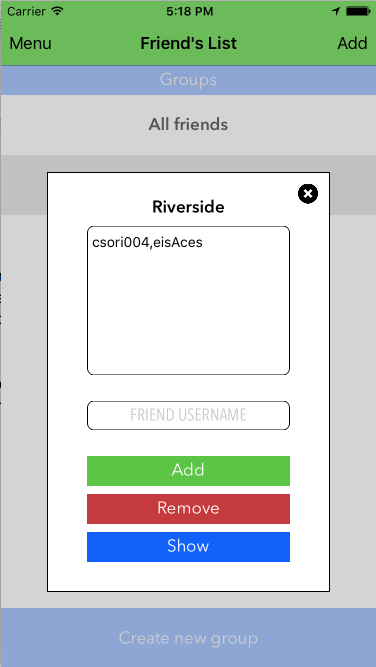 Carrier 5:18 PM
Menu Friend's List Add
Groups
All friends
Riverside
csori004,eisAces
FRIEND USERNAME
Add
Remove
Show
Create new group